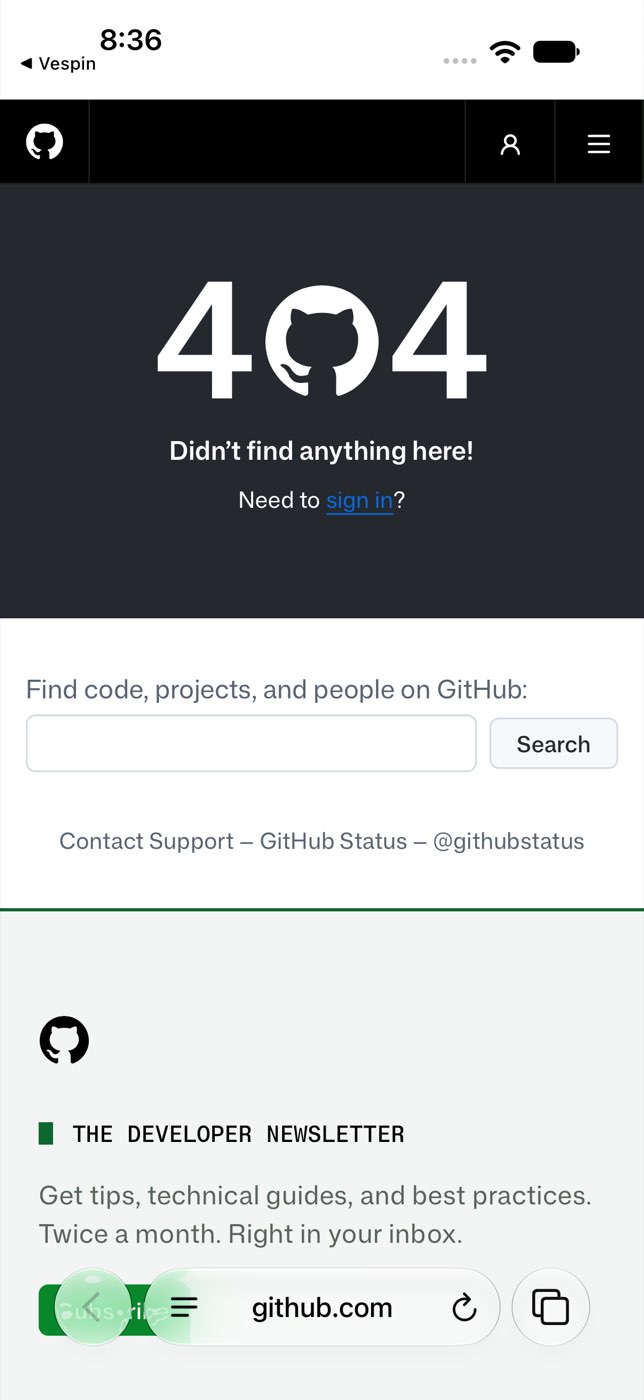 8:36
◀ Vespin
404
Didn’t find anything here!
Need to sign in?
Find code, projects, and people on GitHub:
Search
Contact Support — GitHub Status — @githubstatus
THE DEVELOPER NEWSLETTER
Get tips, technical guides, and best practices.
Twice a month. Right in your inbox.
github.com